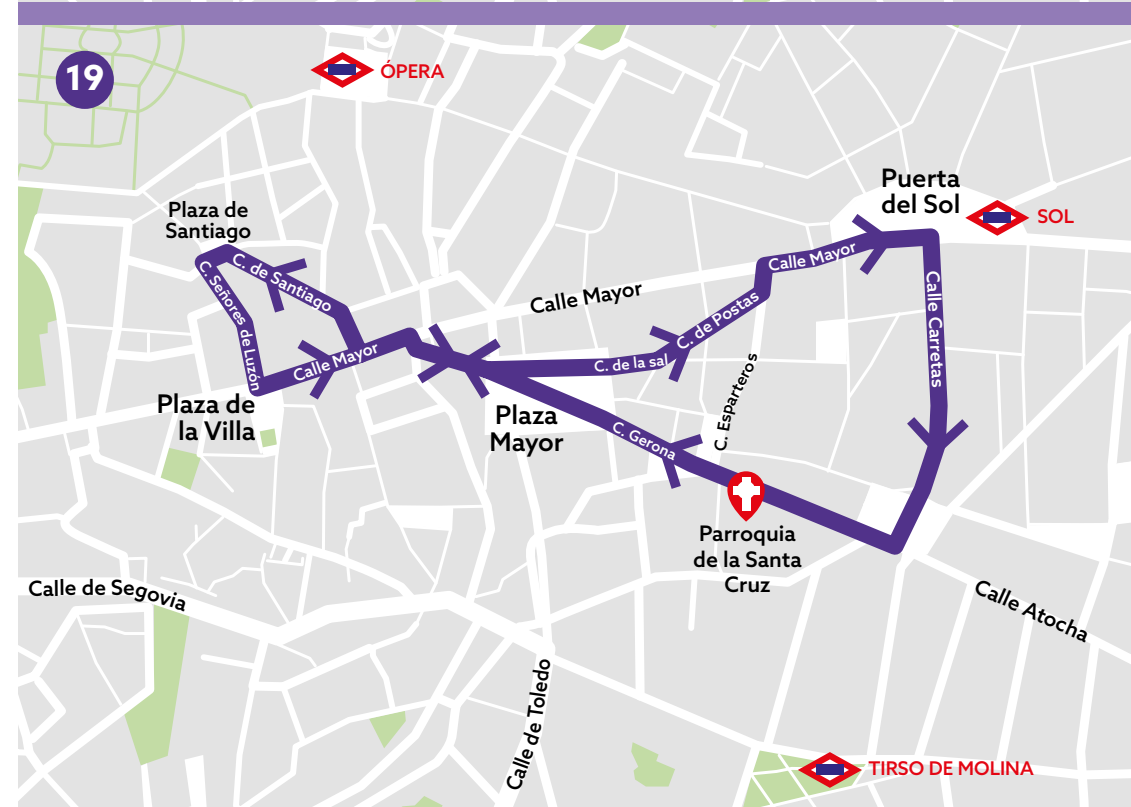 19
ÓPERA
Puerta
del Sol
SOL
Plaza de
Santiago
C. de Santiago
C. Señores de Luzón
Calle Mayor
Calle Mayor
Calle Mayor
C. de Postas
C. de la sal
Calle Carretas
C. Esparteros
Plaza de
la Villa
Plaza
Mayor
C. Gerona
Parroquia
de la Santa
Cruz
Calle de Segovia
Calle Atocha
Calle de Toledo
TIRSO DE MOLINA